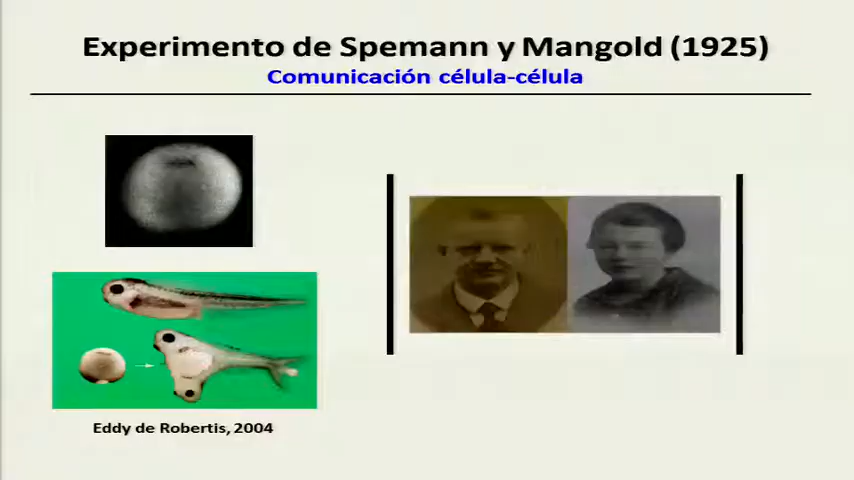 Experimento de Spemann y Mangold (1925)
Comunicación célula-célula
Eddy de Robertis, 2004